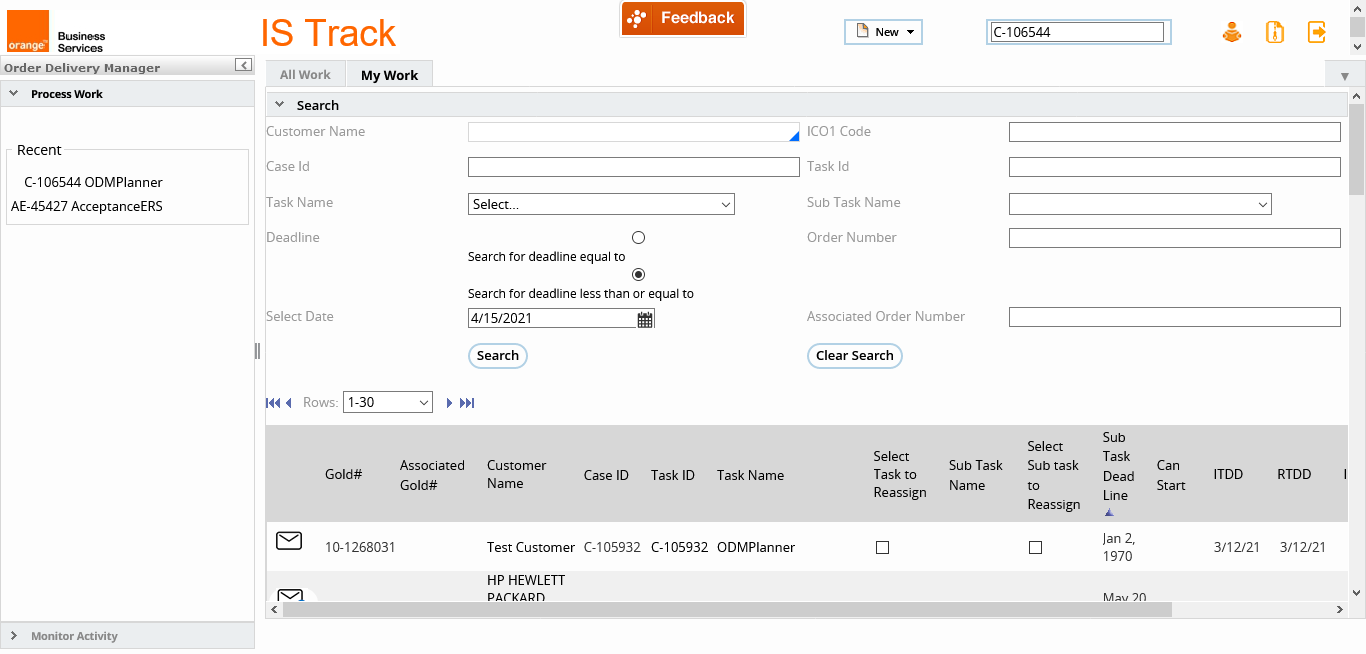 orange™
Business
Services
IS Track
Feedback
New
C-106544
Order Delivery Manager
Process Work
Recent
C-106544 ODMPlanner
AE-45427 AcceptanceERS
Monitor Activity
All Work
My Work
Search
Customer Name
ICO1 Code
Case Id
Task Id
Task Name
Select...
Sub Task Name
Deadline
Order Number
Search for deadline equal to
Search for deadline less than or equal to
Select Date
4/15/2021
Associated Order Number
Search
Clear Search
Rows:
1-30
Gold#
Associated
Gold#
Customer
Name
Case ID
Task ID
Task Name
Select
Task to
Reassign
Sub Task
Name
Select
Sub task
to
Reassign
Sub
Task
Dead
Line
Can
Start
ITDD
RTDD
10-1268031
Test Customer
C-105932
C-105932
ODMPlanner
Jan 2,
1970
3/12/21
3/12/21
HP HEWLETT
PACKARD
May 20